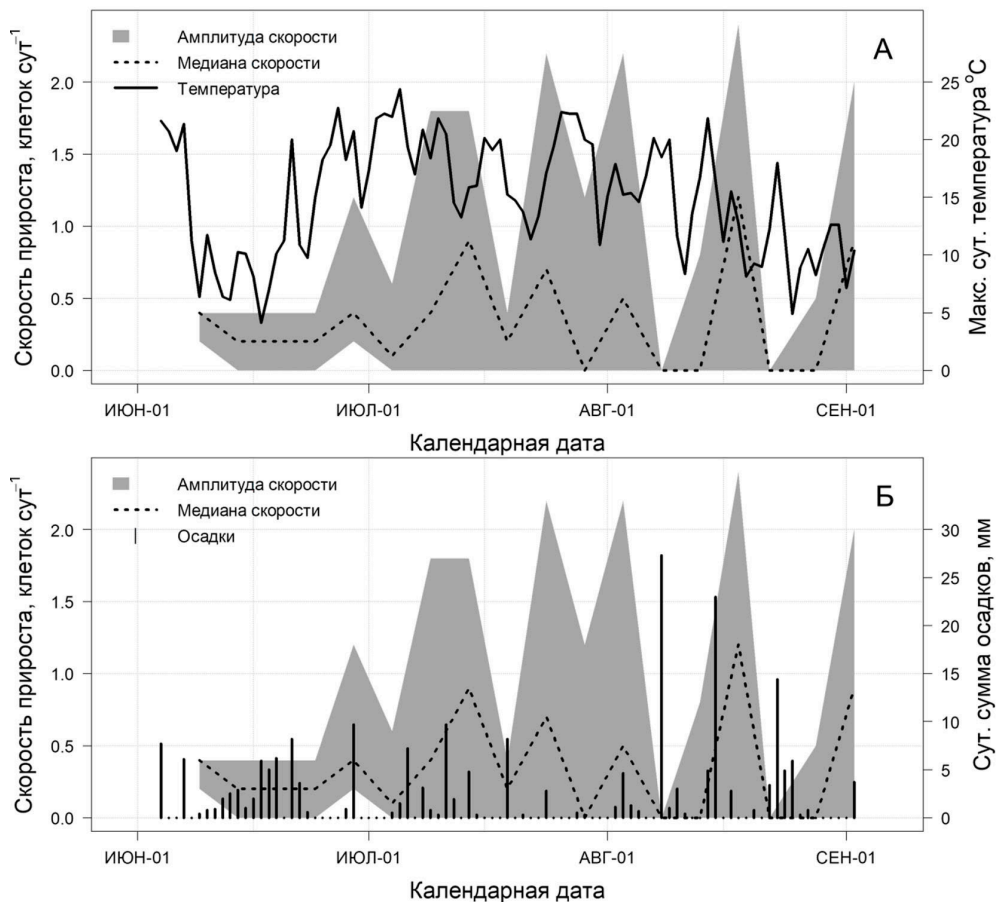 А
Амплитуда скорости
Медиана скорости
Температура
Скорость прироста, клеток сут⁻¹
2.0
1.5
1.0
0.5
0.0
Макс. сут. температура °C
25
20
15
10
5
0
ИЮН-01
ИЮЛ-01
АВГ-01
СЕН-01
Календарная дата
Б
Амплитуда скорости
Медиана скорости
Осадки
Скорость прироста, клеток сут⁻¹
2.0
1.5
1.0
0.5
0.0
Сут. сумма осадков, мм
30
25
20
15
10
5
0
ИЮН-01
ИЮЛ-01
АВГ-01
СЕН-01
Календарная дата